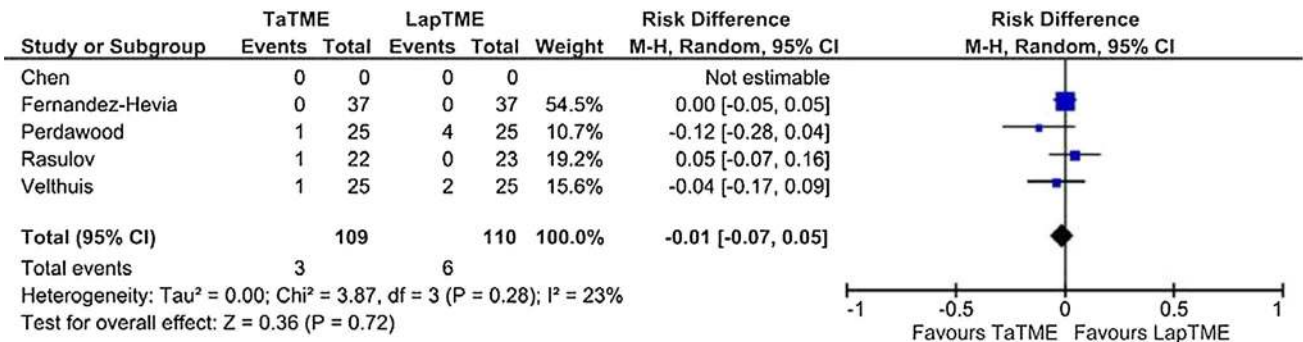 TaTME LapTME Risk Difference Risk Difference
Study or Subgroup Events Total Events Total Weight M-H, Random, 95% CI M-H, Random, 95% CI
Chen 0 0 0 0 Not estimable
Fernandez-Hevia 0 37 0 37 54.5% 0.00 [-0.05, 0.05]
Perdawood 1 25 4 25 10.7% -0.12 [-0.28, 0.04]
Rasulov 1 22 0 23 19.2% 0.05 [-0.07, 0.16]
Velthuis 1 25 2 25 15.6% -0.04 [-0.17, 0.09]
Total (95% CI) 109 110 100.0% -0.01 [-0.07, 0.05]
Total events 3 6
Heterogeneity: Tau² = 0.00; Chi² = 3.87, df = 3 (P = 0.28); I² = 23%
Test for overall effect: Z = 0.36 (P = 0.72)
-1 -0.5 0 0.5 1
Favours TaTME Favours LapTME